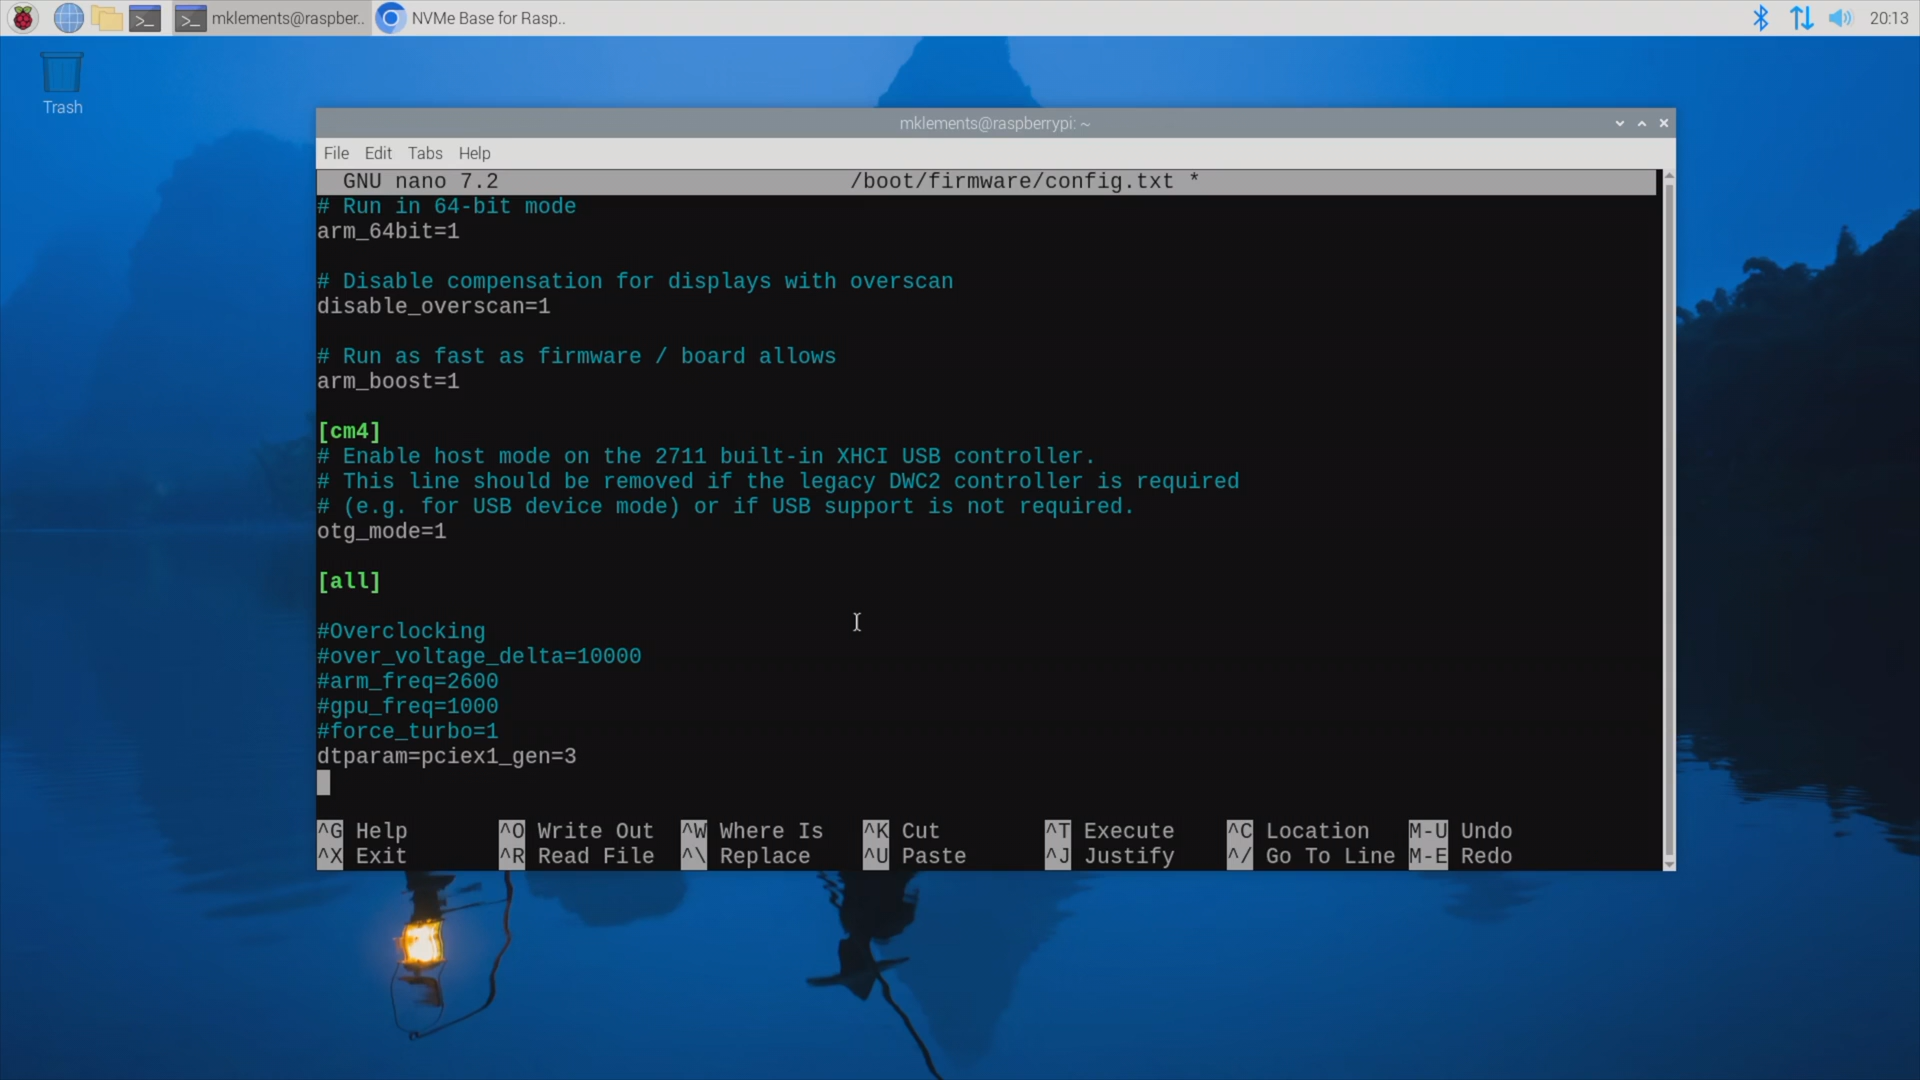 mklements@raspber..
NVMe Base for Rasp..
20:13
Trash
mklements@raspberrypi: ~
File Edit Tabs Help
GNU nano 7.2 /boot/firmware/config.txt *
# Run in 64-bit mode
arm_64bit=1
# Disable compensation for displays with overscan
disable_overscan=1
# Run as fast as firmware / board allows
arm_boost=1
[cm4]
# Enable host mode on the 2711 built-in XHCI USB controller.
# This line should be removed if the legacy DWC2 controller is required
# (e.g. for USB device mode) or if USB support is not required.
otg_mode=1
[all]
#Overclocking
#over_voltage_delta=10000
#arm_freq=2600
#gpu_freq=1000
#force_turbo=1
dtparam=pciex1_gen=3
^G Help ^O Write Out ^W Where Is ^K Cut ^T Execute ^C Location M-U Undo
^X Exit ^R Read File ^\ Replace ^U Paste ^J Justify ^/ Go To Line M-E Redo